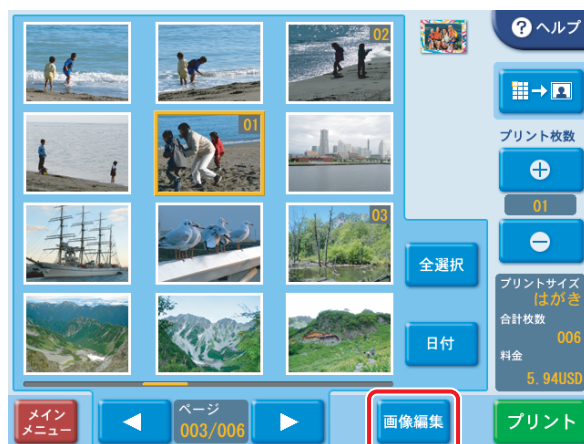 02
? ヘルプ
プリント枚数
01
01
03
全選択
プリントサイズ
はがき
合計枚数
006
日付
料金
5.94USD
メイン
メニュー
ページ
003/006
画像編集
プリント